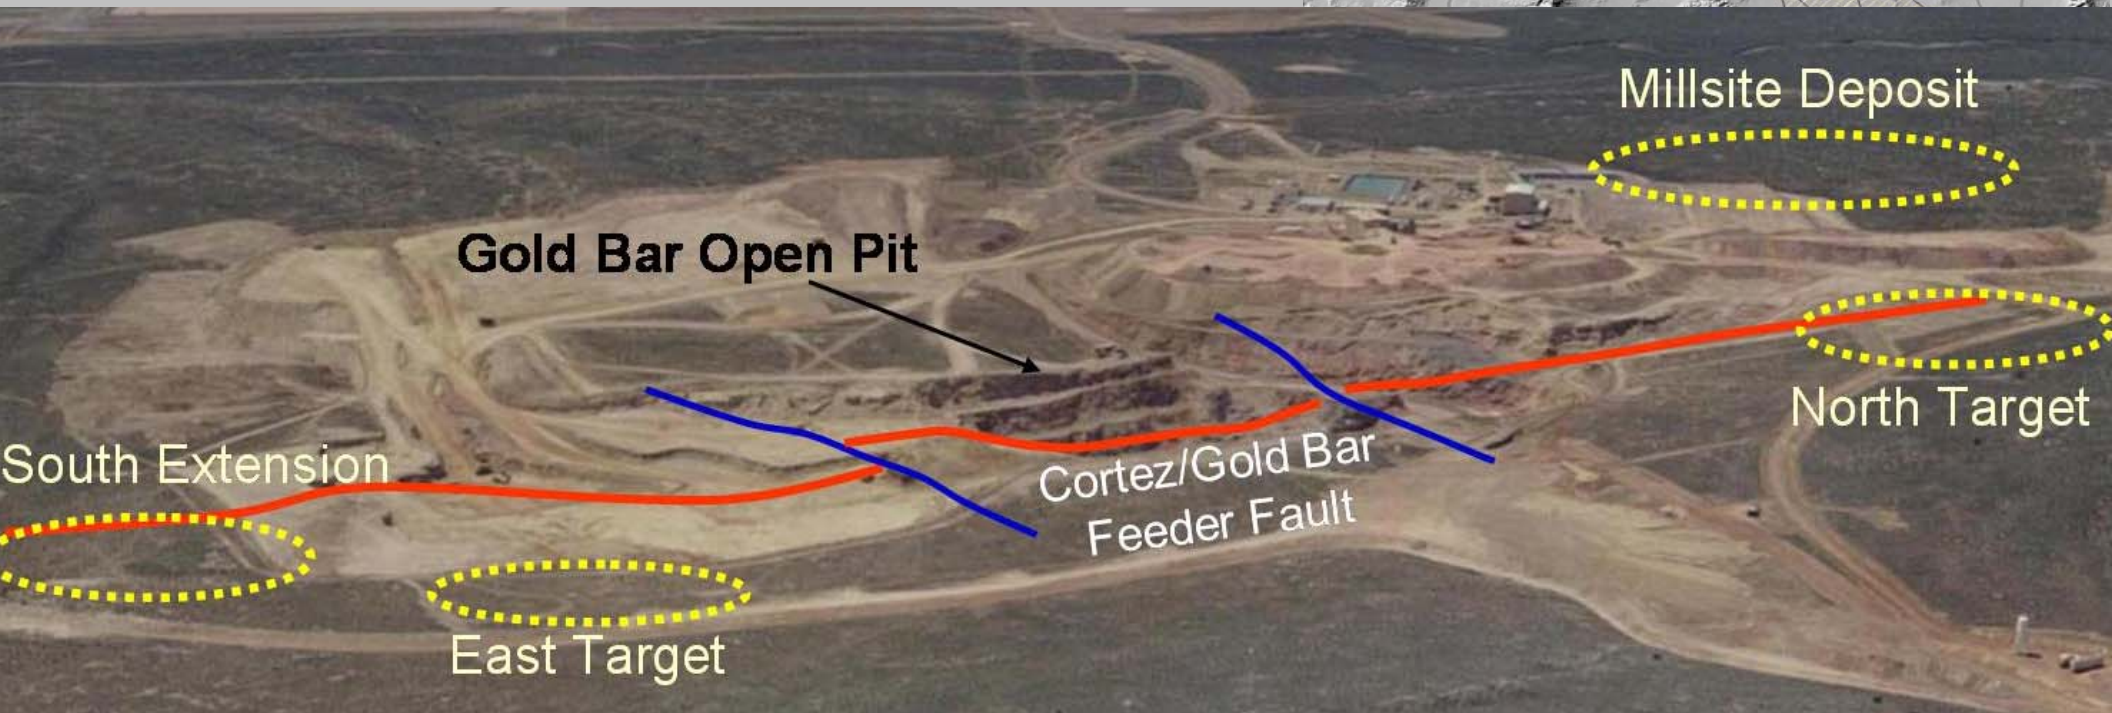 Millsite Deposit
Gold Bar Open Pit
North Target
South Extension
Cortez/Gold Bar
Feeder Fault
East Target